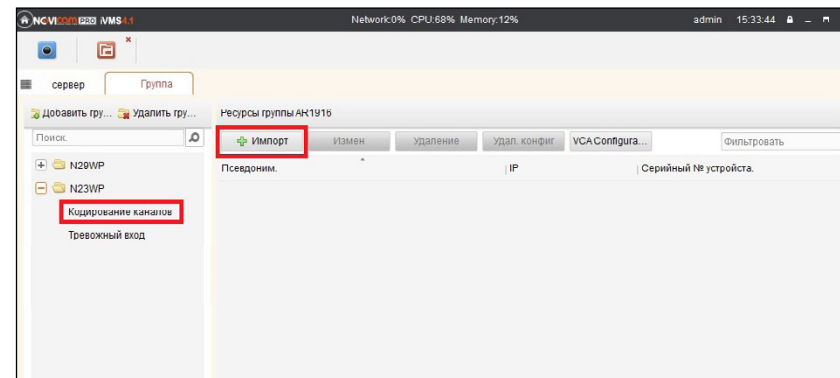 NOVIcom PRO iVMS4.1 Network:0% CPU:68% Memory:12% admin 15:33:44
сервер Группа
Добавить гру... Удалить гру... Ресурсы группы AR1916
Поиск. Импорт Измен Удаление Удал. конфиг VCA Configura... Фильтровать
N29WP Псевдоним. IP Серийный № устройста.
N23WP
Кодирование каналов
Тревожный вход